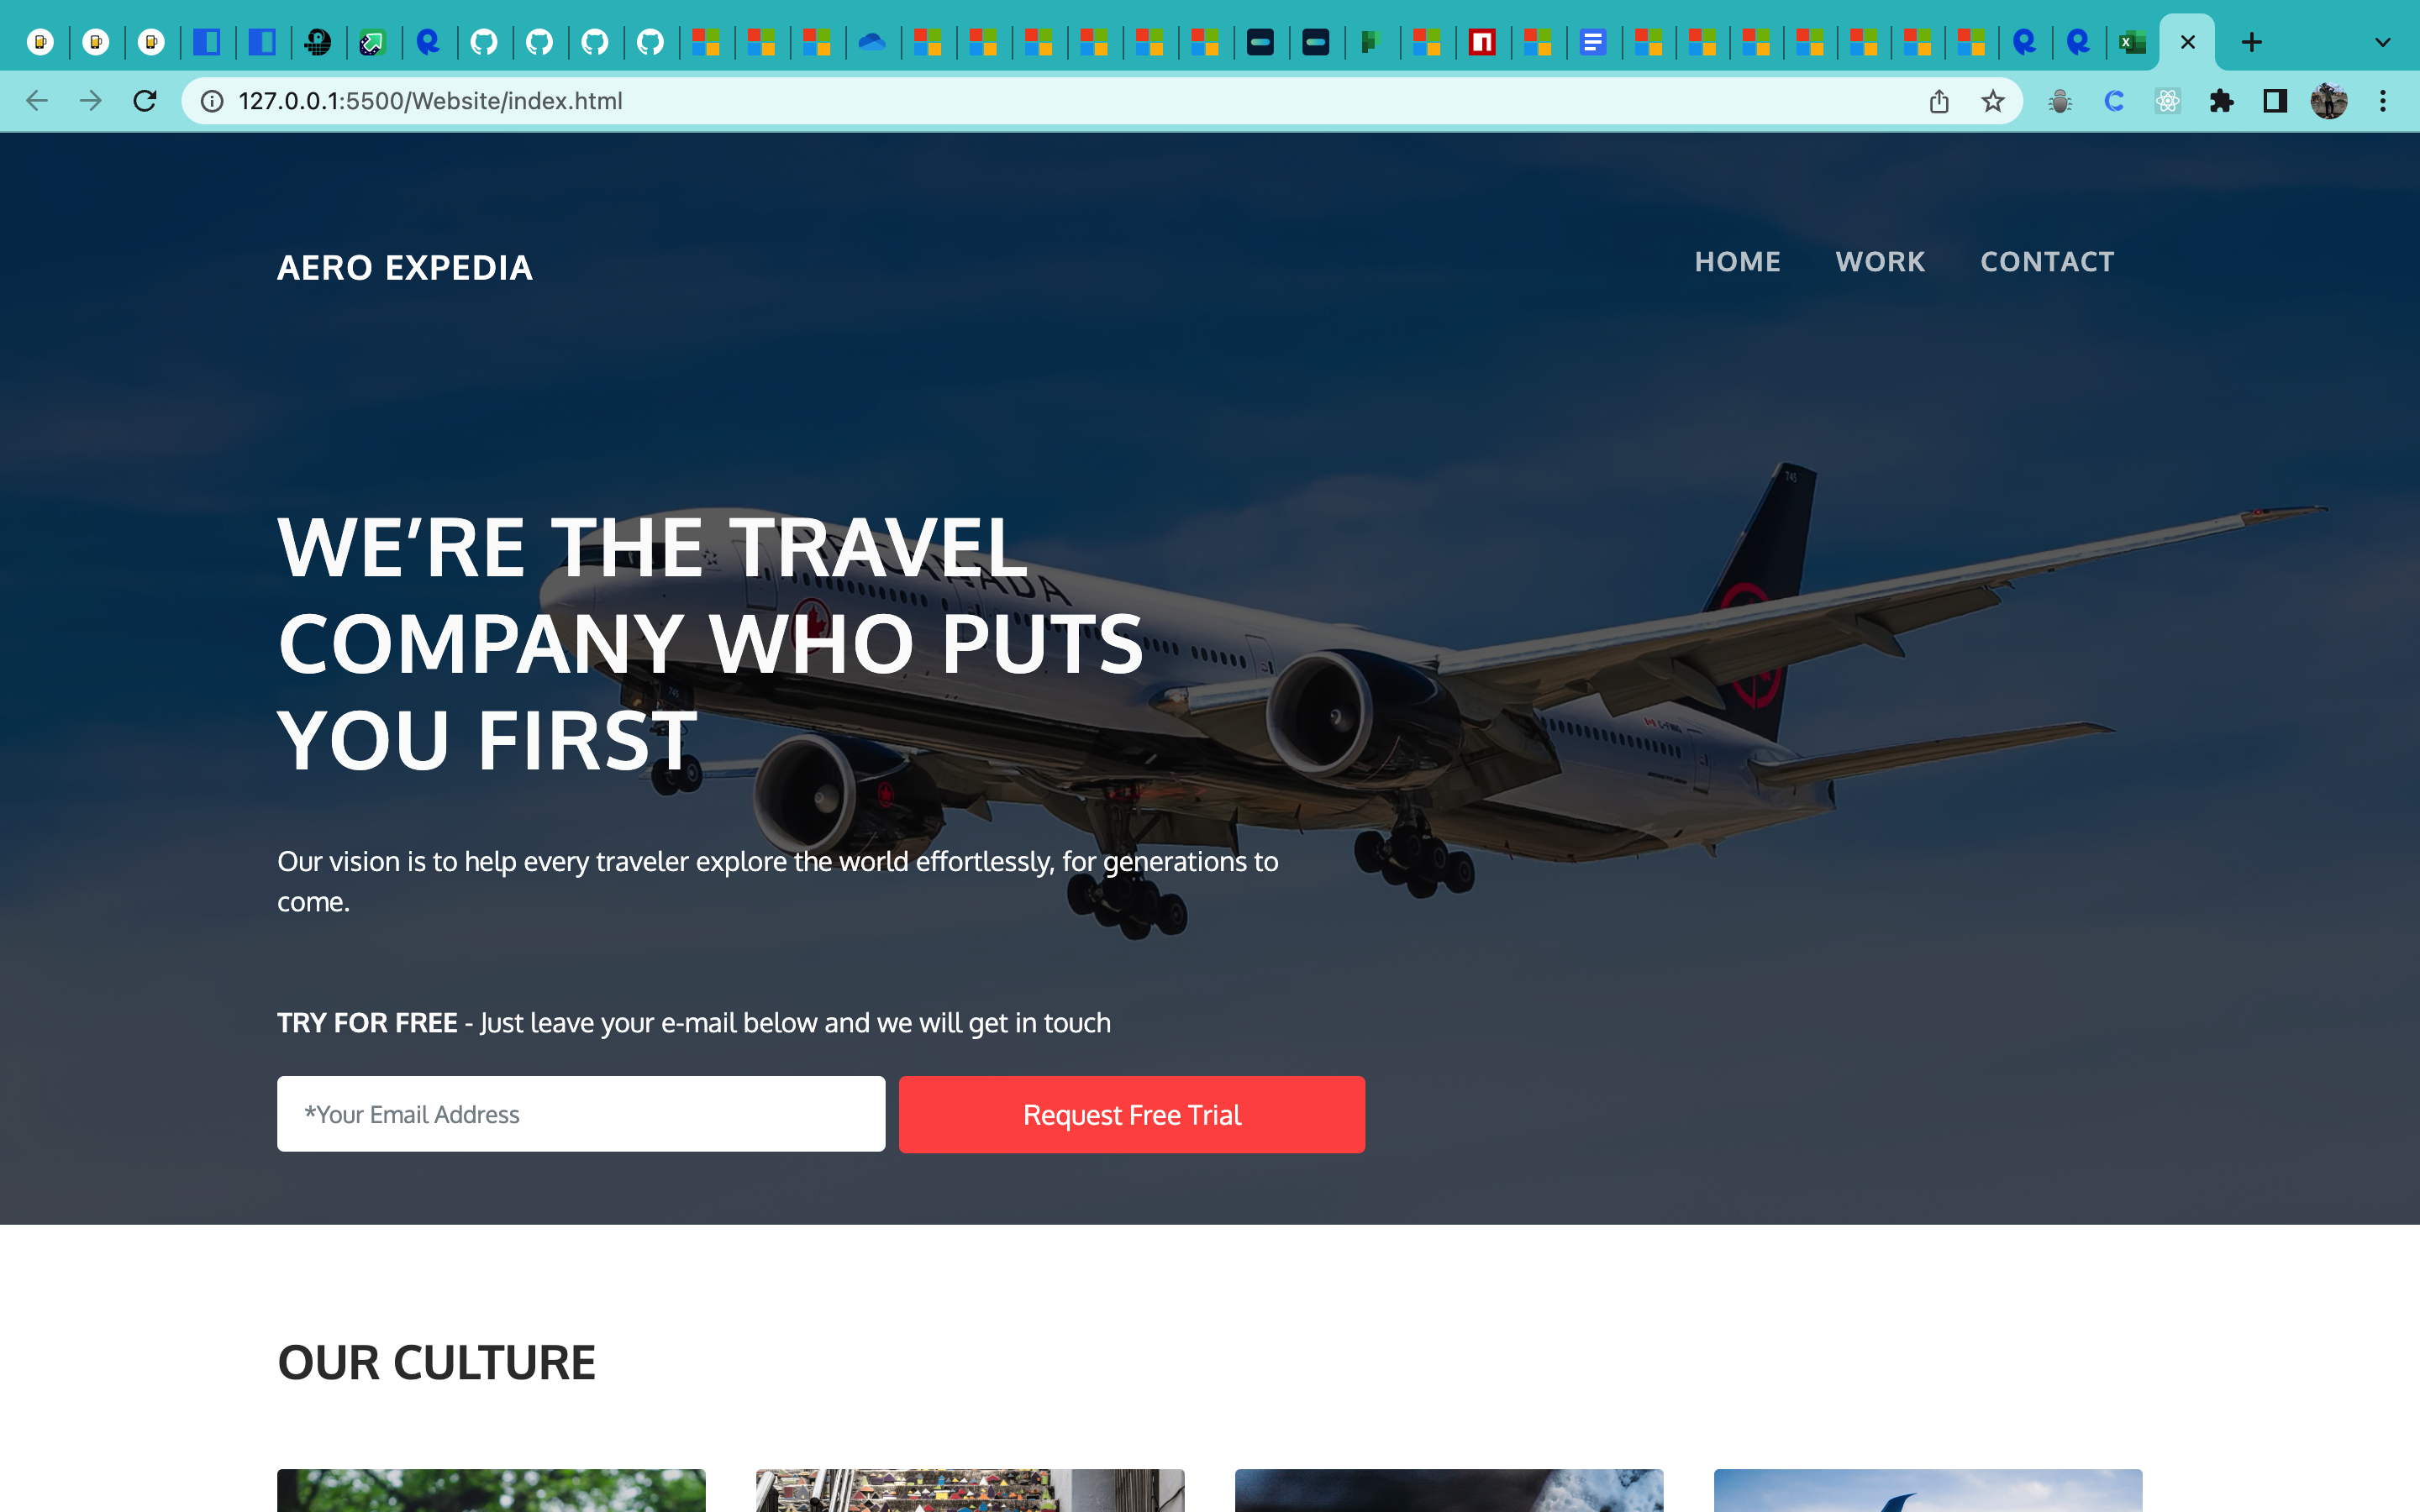 127.0.0.1:5500/Website/index.html
AERO EXPEDIA
HOME WORK CONTACT
WE’RE THE TRAVEL
COMPANY WHO PUTS
YOU FIRST
745
745
Our vision is to help every traveler explore the world effortlessly, for generations to
come.
TRY FOR FREE - Just leave your e-mail below and we will get in touch
*Your Email Address
Request Free Trial
OUR CULTURE